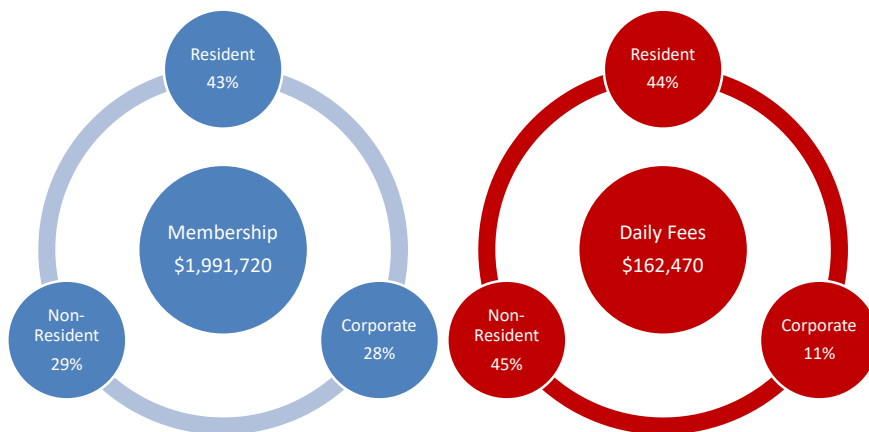 Resident
43%
Membership
$1,991,720
Non-
Resident
29%
Corporate
28%
Resident
44%
Daily Fees
$162,470
Non-
Resident
45%
Corporate
11%